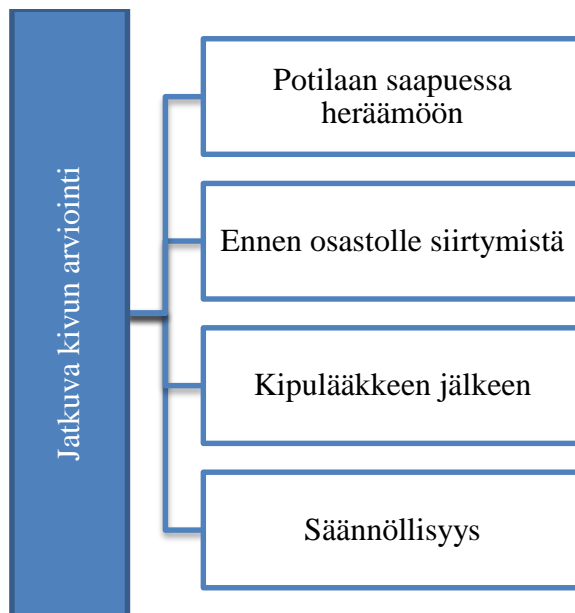 Jatkuva kivun arviointi
Potilaan saapuessa
heräämöön
Ennen osastolle siirtymistä
Kipulääkkeen jälkeen
Säännöllisyys